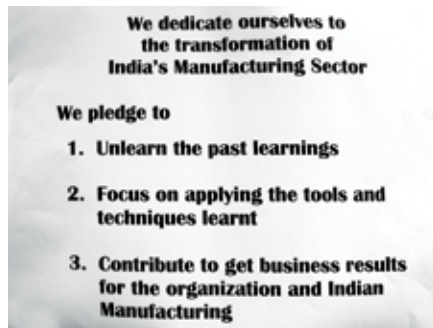 We dedicate ourselves to
the transformation of
India's Manufacturing Sector
We pledge to
1. Unlearn the past learnings
2. Focus on applying the tools and
techniques learnt
3. Contribute to get business results
for the organization and Indian
Manufacturing